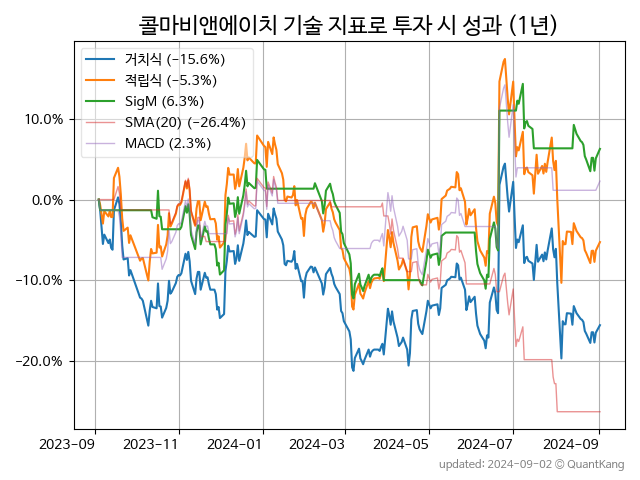 콜마비앤에이치 기술 지표로 투자 시 성과 (1년)
거치식 (−15.6%)
적립식 (−5.3%)
SigM (6.3%)
SMA(20) (−26.4%)
MACD (2.3%)
10.0%
0.0%
−10.0%
−20.0%
2023-09 2023-11 2024-01 2024-03 2024-05 2024-07 2024-09
updated: 2024-09-02 © QuantKang